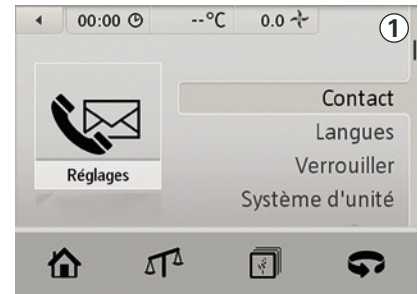 00:00 --°C 0.0
①
Contact
Langues
Verrouiller
Système d'unité
Réglages